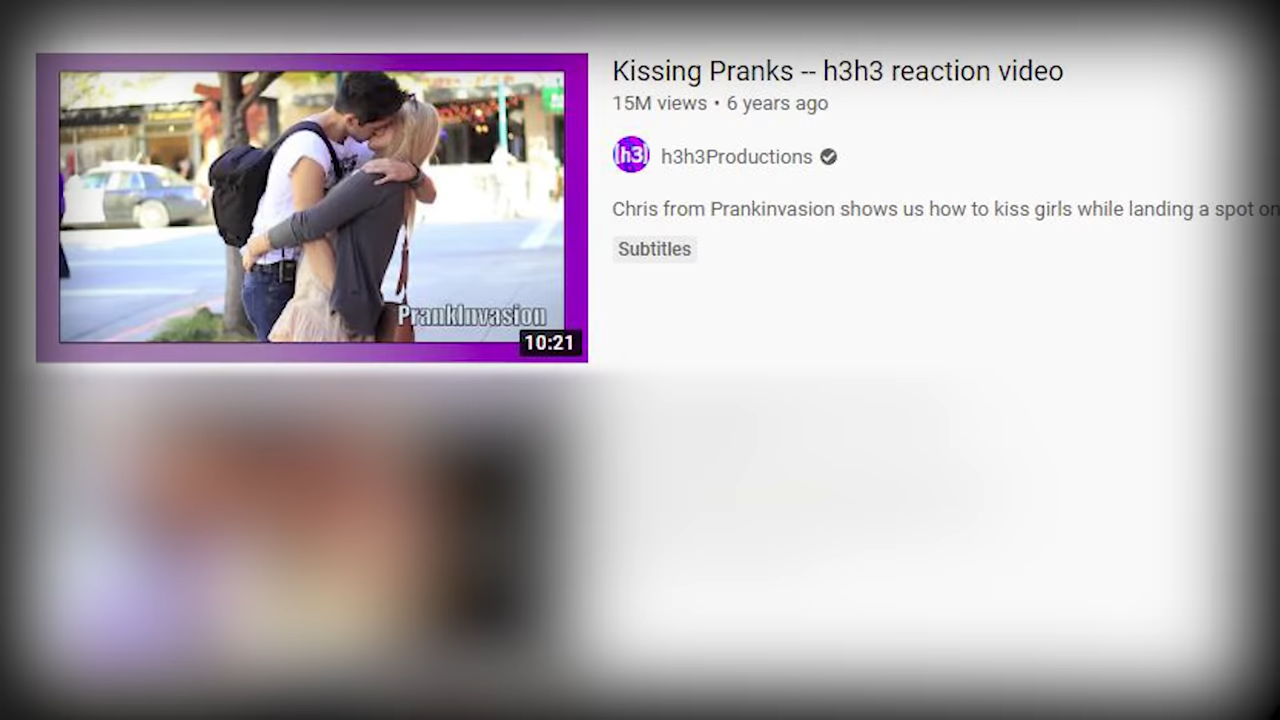 Kissing Pranks -- h3h3 reaction video
15M views • 6 years ago
h3
h3h3Productions
Chris from Prankinvasion shows us how to kiss girls while landing a spot on
Subtitles
PrankInvasion
10:21